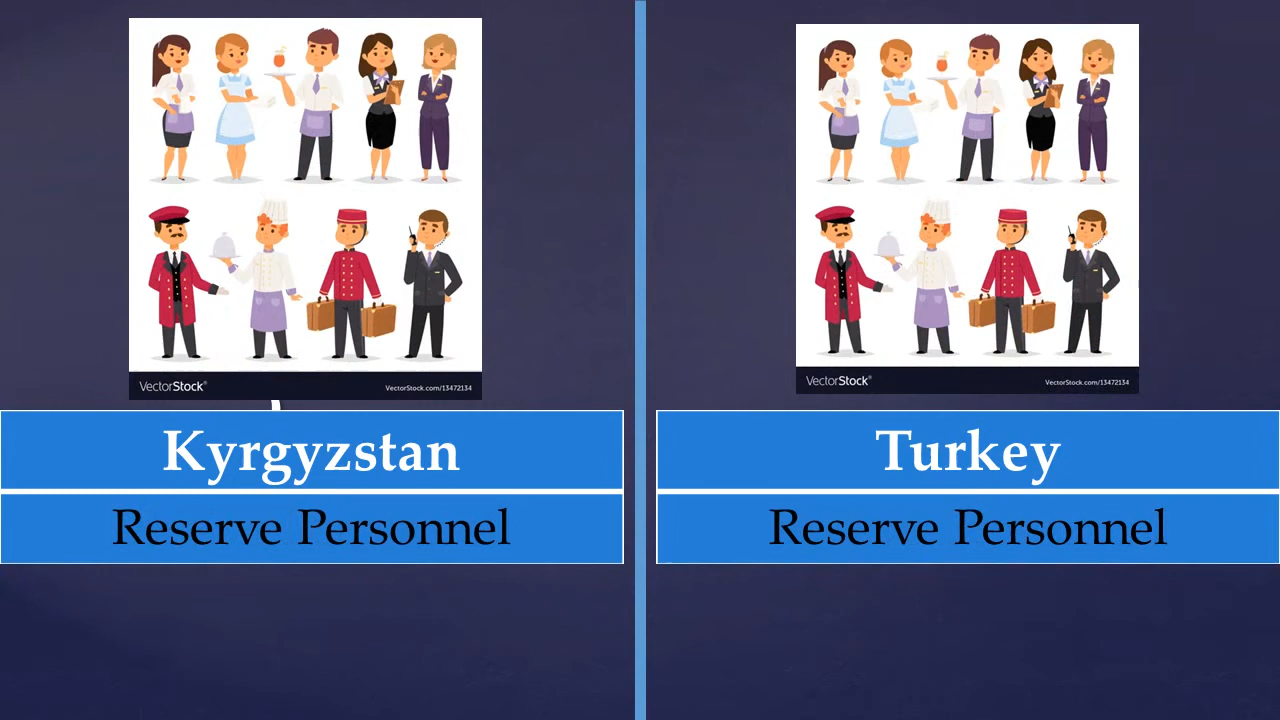 VectorStock®
VectorStock.com/13472134
Kyrgyzstan
Reserve Personnel
VectorStock®
VectorStock.com/13472134
Turkey
Reserve Personnel